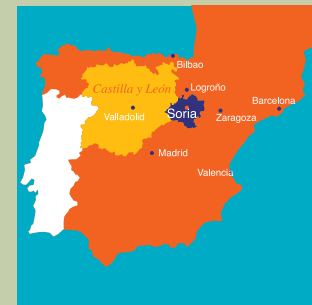 Bilbao
Castilla y León
Logroño
Barcelona
Valladolid
Soria
Zaragoza
Madrid
Valencia